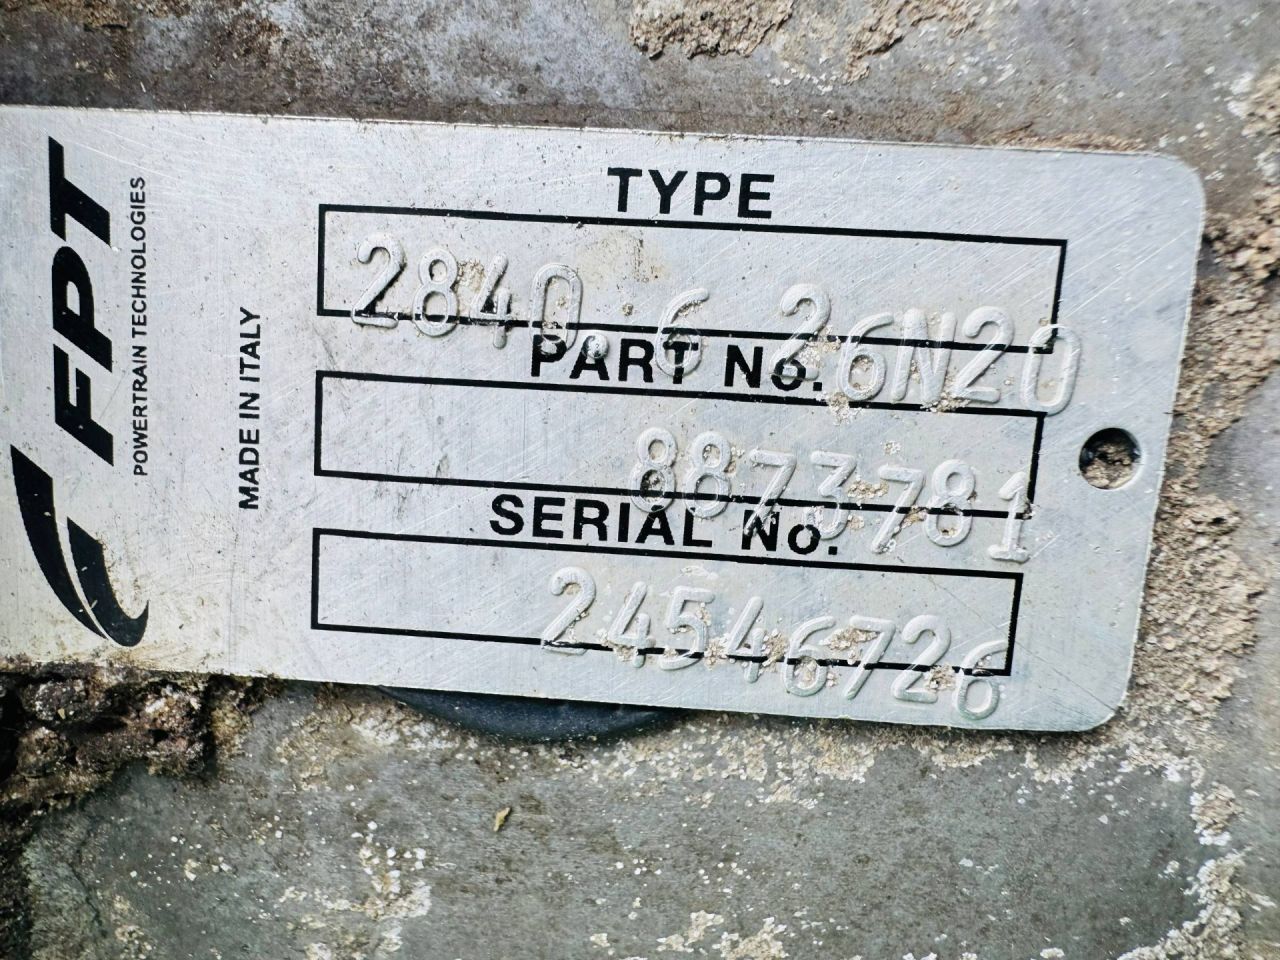 FPT
POWERTRAIN TECHNOLOGIES
MADE IN ITALY
TYPE
2840.6 26N20
PART No.
8873781
SERIAL No.
24546726